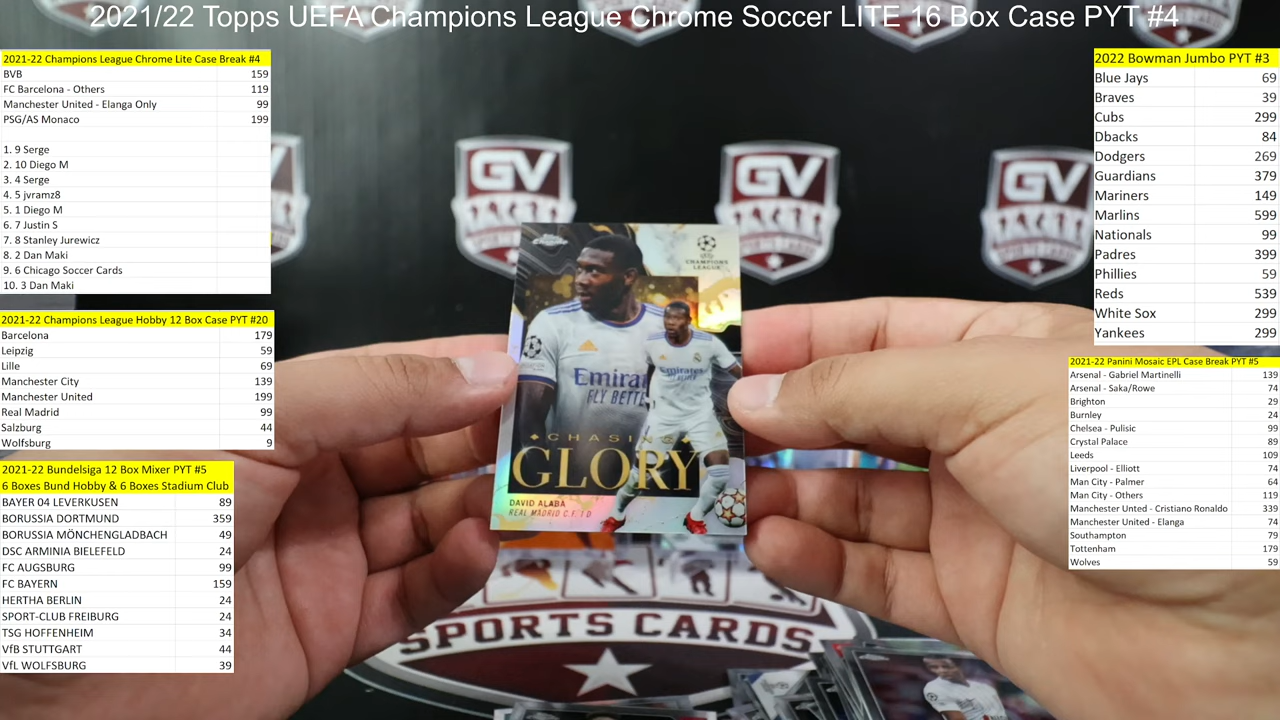 2021/22 Topps UEFA Champions League Chrome Soccer LITE 16 Box Case PYT #4
2021-22 Champions League Chrome Lite Case Break #4
BVB 159
FC Barcelona - Others 119
Manchester United - Elanga Only 99
PSG/AS Monaco 199
1. 9 Serge
2. 10 Diego M
3. 4 Serge
4. 5 jvramz8
5. 1 Diego M
6. 7 Justin S
7. 8 Stanley Jurewicz
8. 2 Dan Maki
9. 6 Chicago Soccer Cards
10. 3 Dan Maki
2021-22 Champions League Hobby 12 Box Case PYT #20
Barcelona 179
Leipzig 59
Lille 69
Manchester City 139
Manchester United 199
Real Madrid 99
Salzburg 44
Wolfsburg 9
2021-22 Bundelsiga 12 Box Mixer PYT #5
6 Boxes Bund Hobby & 6 Boxes Stadium Club
BAYER 04 LEVERKUSEN 89
BORUSSIA DORTMUND 359
BORUSSIA MÖNCHENGLADBACH 49
DSC ARMINIA BIELEFELD 24
FC AUGSBURG 99
FC BAYERN 159
HERTHA BERLIN 24
SPORT-CLUB FREIBURG 24
TSG HOFFENHEIM 34
VfB STUTTGART 44
VfL WOLFSBURG 39
GV
GV
GV
CHAMPIONS
LEAGUE
Emirates
FLY BETTE
CHASING
GLORY
DAVID ALABA
REAL MADRID C.F.
SPORTS CARDS
2022 Bowman Jumbo PYT #3
Blue Jays 69
Braves 39
Cubs 299
Dbacks 84
Dodgers 269
Guardians 379
Mariners 149
Marlins 599
Nationals 99
Padres 399
Phillies 59
Reds 539
White Sox 299
Yankees 299
2021-22 Panini Mosaic EPL Case Break PYT #5
Arsenal - Gabriel Martinelli 139
Arsenal - Saka/Rowe 74
Brighton 29
Burnley 24
Chelsea - Pulisic 99
Crystal Palace 89
Leeds 109
Liverpool - Elliott 74
Man City - Palmer 64
Man City - Others 119
Manchester Unted - Cristiano Ronaldo 339
Manchester United - Elanga 74
Southampton 79
Tottenham 179
Wolves 59